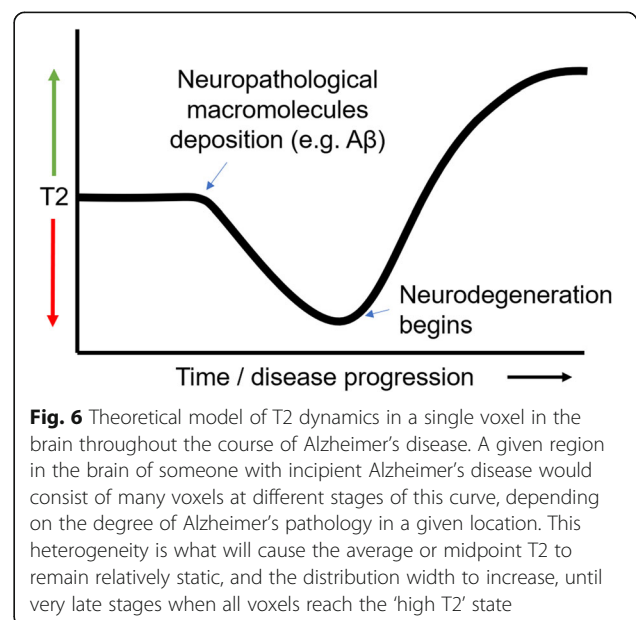 Neuropathological
macromolecules
deposition (e.g. Aβ)
T2
Neurodegeneration
begins
Time / disease progression
Fig. 6 Theoretical model of T2 dynamics in a single voxel in the
brain throughout the course of Alzheimer's disease. A given region
in the brain of someone with incipient Alzheimer's disease would
consist of many voxels at different stages of this curve, depending
on the degree of Alzheimer's pathology in a given location. This
heterogeneity is what will cause the average or midpoint T2 to
remain relatively static, and the distribution width to increase, until
very late stages when all voxels reach the 'high T2' state